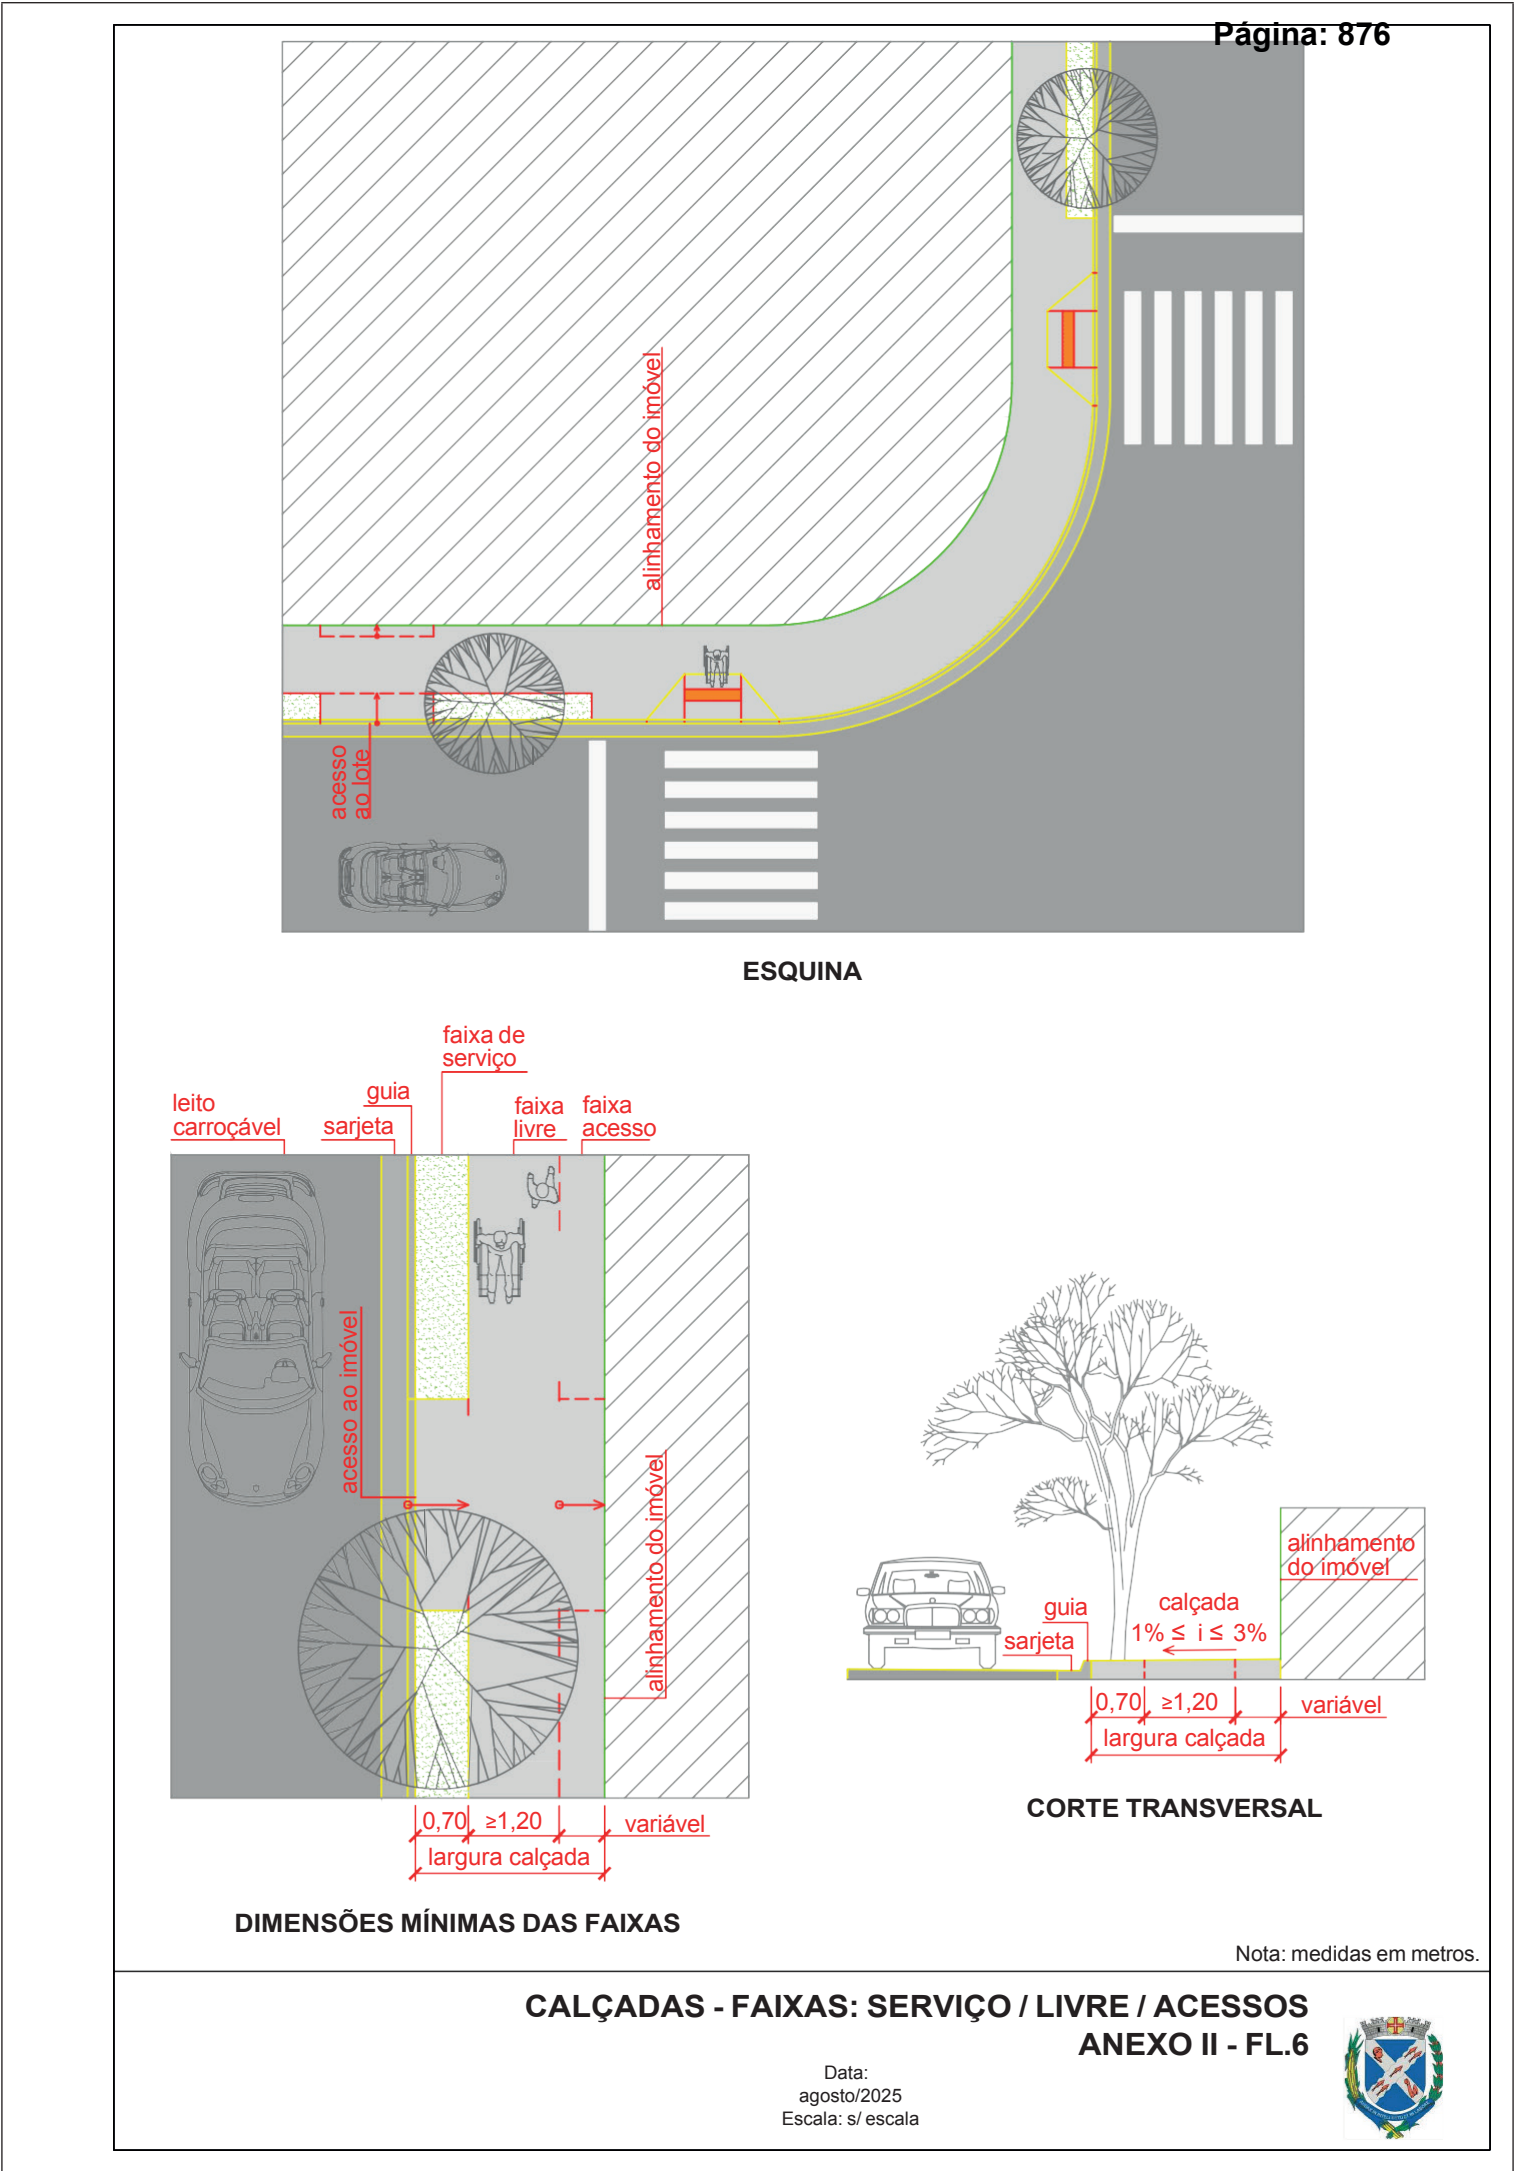 Página: 876
alinhamento do imóvel
acesso
ao lote
ESQUINA
faixa de
serviço
guia
leito
carroçável
sarjeta
faixa
livre
faixa
acesso
acesso ao imóvel
alinhamento do imóvel
0,70
≥1,20
variável
largura calçada
DIMENSÕES MÍNIMAS DAS FAIXAS
alinhamento
do imóvel
guia
sarjeta
calçada
1% ≤ i ≤ 3%
0,70
≥1,20
variável
largura calçada
CORTE TRANSVERSAL
Nota: medidas em metros.
CALÇADAS - FAIXAS: SERVIÇO / LIVRE / ACESSOS
ANEXO II - FL.6
Data:
agosto/2025
Escala: s/ escala